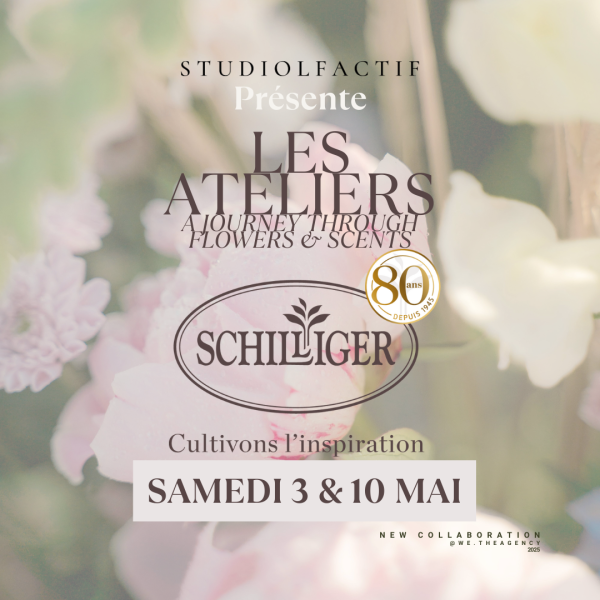 STUDIOLFACTIF
Présente
LES
ATELIERS
A JOURNEY THROUGH
FLOWERS & SCENTS
80 ans
DEPUIS 1945
SCHILLIGER
Cultivons l'inspiration
SAMEDI 3 & 10 MAI
NEW COLLABORATION
@WE.THEAGENCY
2025